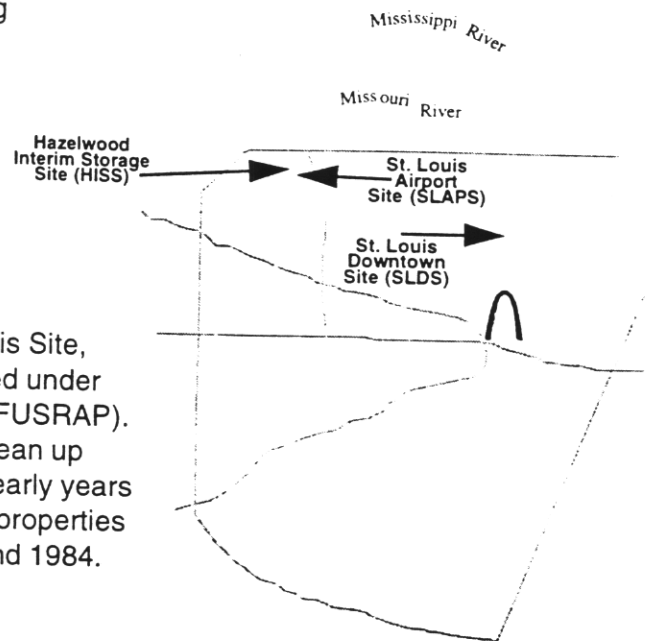 g
Mississippi River
Missouri River
Hazelwood
Interim Storage
Site (HISS)
St. Louis
Airport
Site (SLAPS)
St. Louis
Downtown
Site (SLDS)
is Site,
ed under
FUSRAP).
ean up
early years
properties
nd 1984.